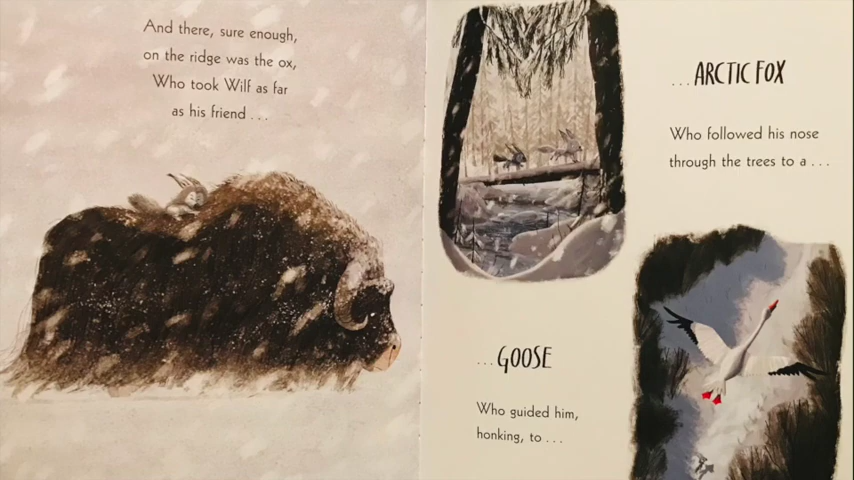 And there, sure enough,
on the ridge was the ox,
Who took Wilf as far
as his friend . . .
. . . ARCTIC FOX
Who followed his nose
through the trees to a . . .
. . . GOOSE
Who guided him,
honking, to . . .